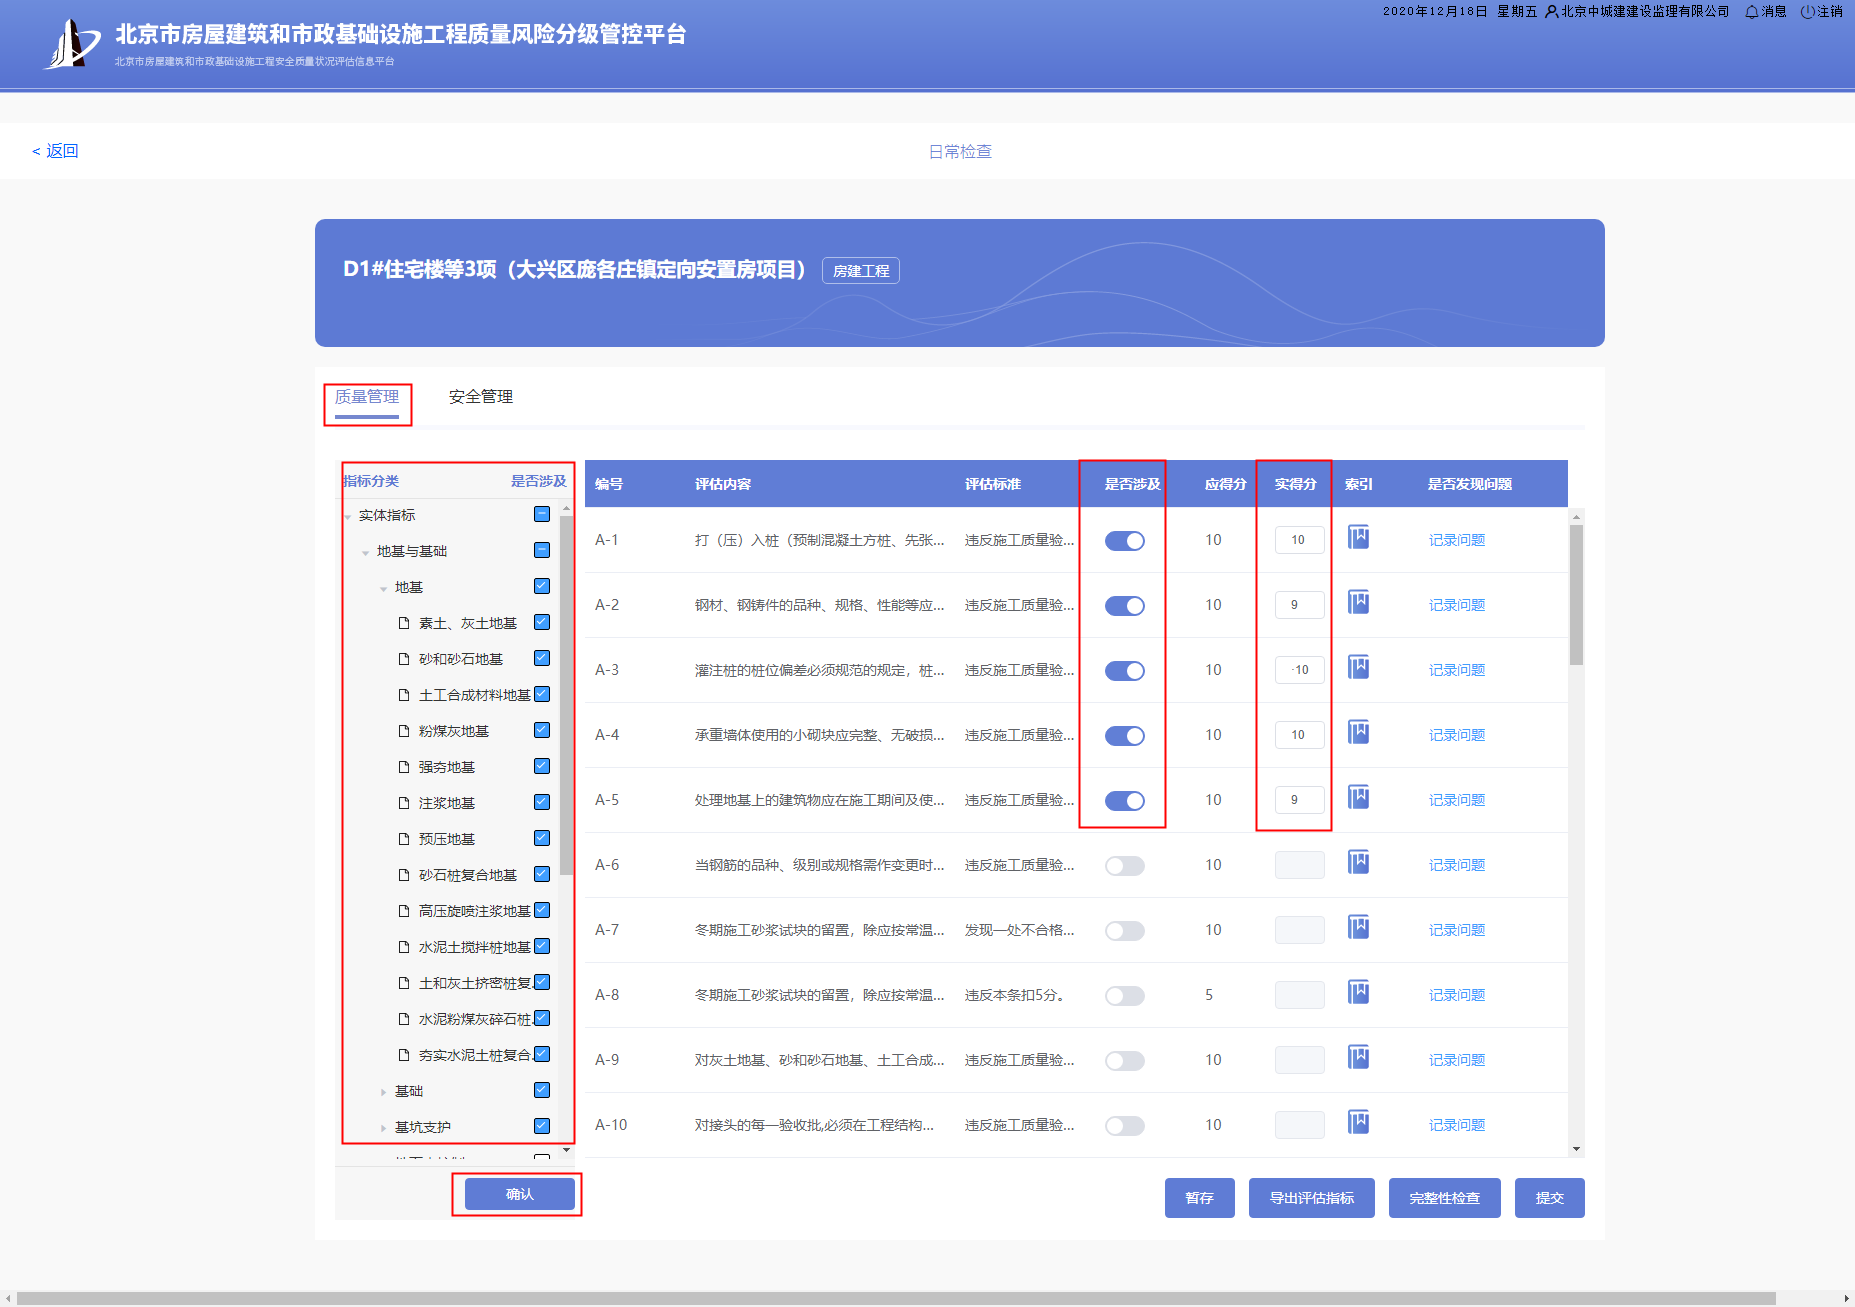 2020年12月18日 星期五 北京中城建建设监理有限公司 消息 注销
北京市房屋建筑和市政基础设施工程质量风险分级管控平台
北京市房屋建筑和市政基础设施工程安全质量状况评估信息平台
< 返回
日常检查
D1#住宅楼等3项（大兴区庞各庄镇定向安置房项目） 房建工程
质量管理 安全管理
指标分类 是否涉及
实体指标
地基与基础
地基
素土、灰土地基
砂和砂石地基
土工合成材料地基
粉煤灰地基
强夯地基
注浆地基
预压地基
砂石桩复合地基
高压旋喷注浆地基
水泥土搅拌桩地基
土和灰土挤密桩复
水泥粉煤灰碎石桩
夯实水泥土桩复合
基础
基坑支护
确认
编号 评估内容 评估标准 是否涉及 应得分 实得分 索引 是否发现问题
A-1 打（压）入桩（预制混凝土方桩、先张... 违反施工质量验... 10 10 记录问题
A-2 钢材、钢铸件的品种、规格、性能等应... 违反施工质量验... 10 9 记录问题
A-3 灌注桩的桩位偏差必须规范的规定，桩... 违反施工质量验... 10 -10 记录问题
A-4 承重墙体使用的小砌块应完整、无破损... 违反施工质量验... 10 10 记录问题
A-5 处理地基上的建筑物应在施工期间及使... 违反施工质量验... 10 9 记录问题
A-6 当钢筋的品种、级别或规格需作变更时... 违反施工质量验... 10 记录问题
A-7 冬期施工砂浆试块的留置，除应按常温... 发现一处不合格... 10 记录问题
A-8 冬期施工砂浆试块的留置，除应按常温... 违反本条扣5分。 5 记录问题
A-9 对灰土地基、砂和砂石地基、土工合成... 违反施工质量验... 10 记录问题
A-10 对接头的每一验收批,必须在工程结构... 违反施工质量验... 10 记录问题
暂存 导出评估指标 完整性检查 提交